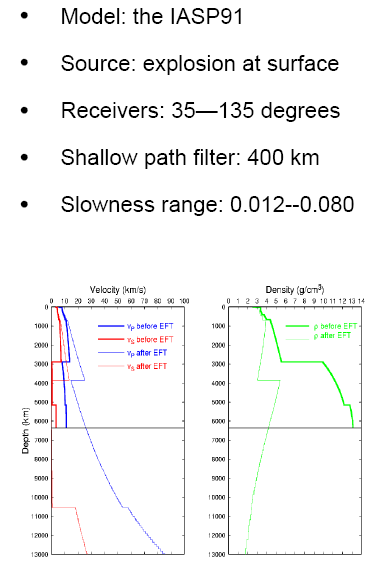 • Model: the IASP91
• Source: explosion at surface
• Receivers: 35—135 degrees
• Shallow path filter: 400 km
• Slowness range: 0.012--0.080
Velocity (km/s)
0 10 20 30 40 50 60 70 80 90 100
0
1000
2000
3000
4000
5000
6000
7000
8000
9000
10000
11000
12000
13000
Depth (km)
vP before EFT
vS before EFT
vP after EFT
vS after EFT
Density (g/cm3)
0 1 2 3 4 5 6 7 8 9 10 11 12 13 14
0
1000
2000
3000
4000
5000
6000
7000
8000
9000
10000
11000
12000
13000
ρ before EFT
ρ after EFT